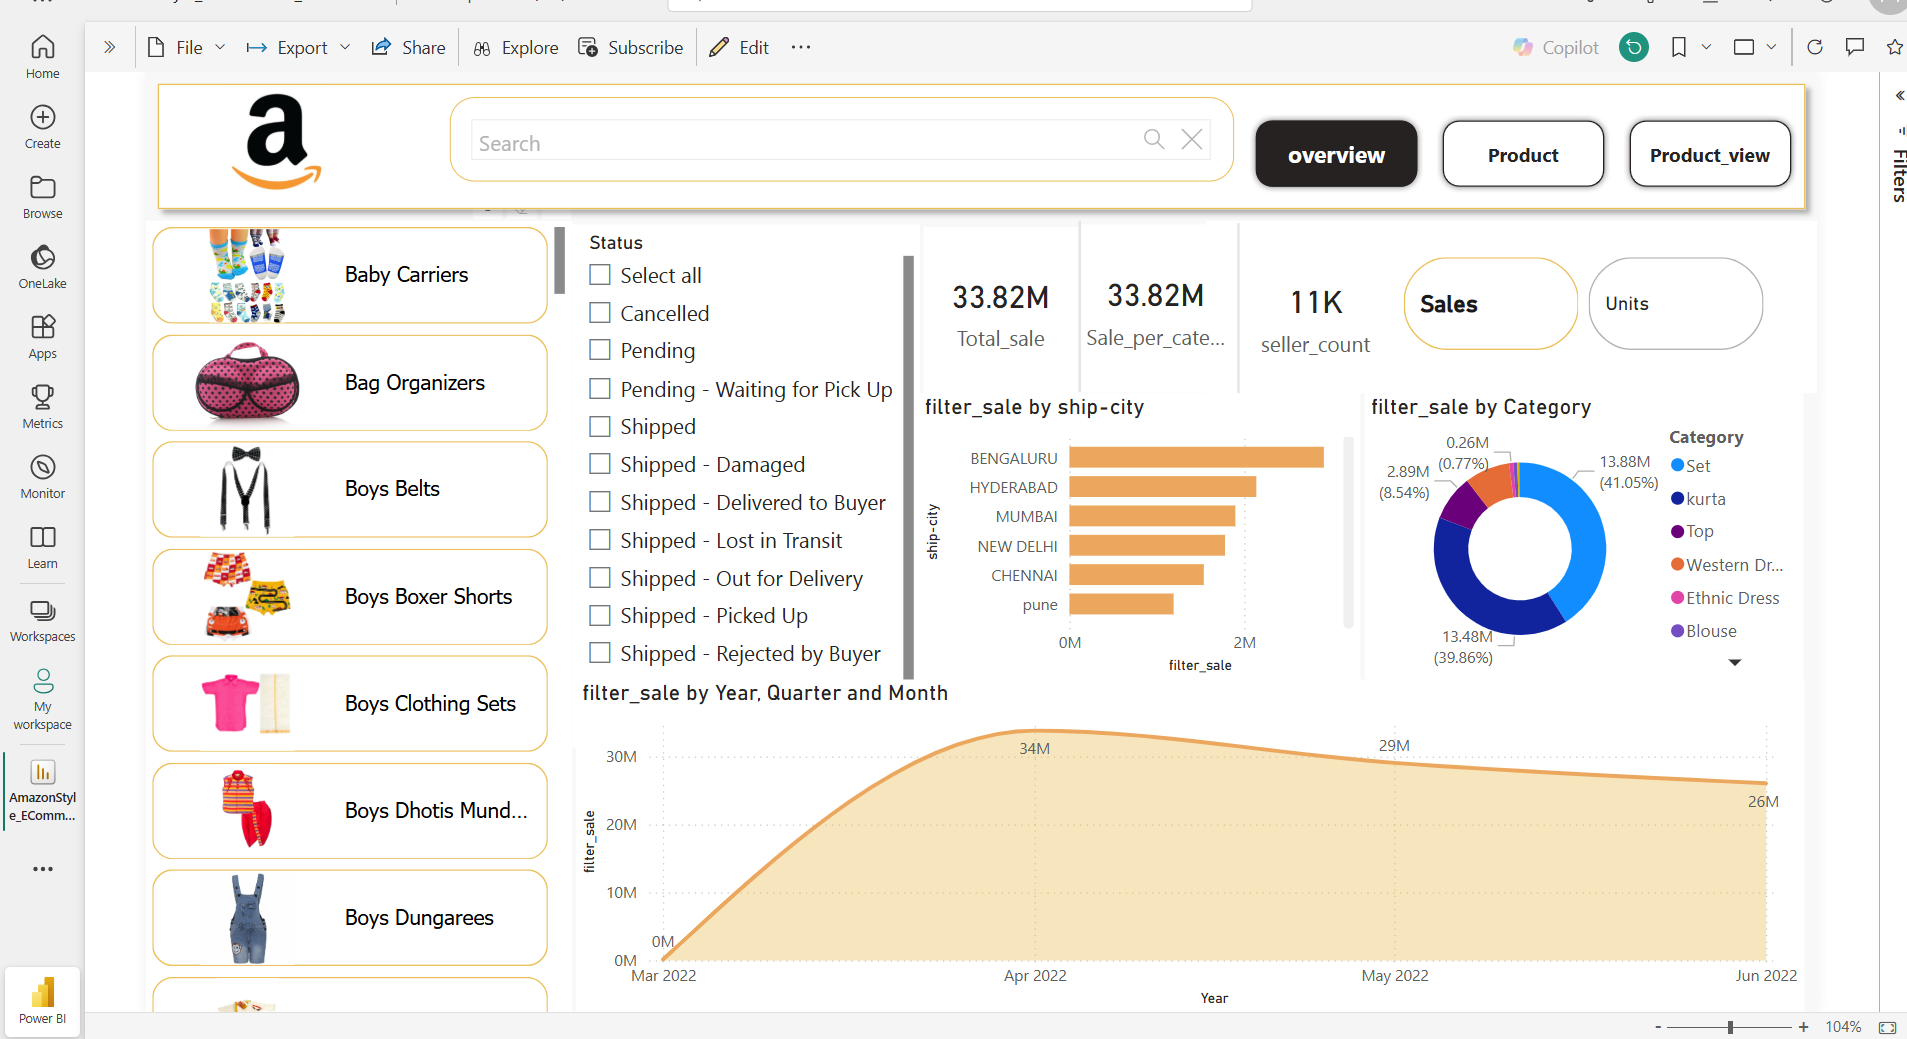 File
Export
Share
Explore
Subscribe
Edit
Copilot
Home
Create
Browse
OneLake
Apps
Metrics
Monitor
Learn
Workspaces
My
workspace
AmazonStyl
e_EComm...
Power BI
a
Search
overview
Product
Product_view
Filters
Baby Carriers
Bag Organizers
Boys Belts
Boys Boxer Shorts
Boys Clothing Sets
Boys Dhotis Mund...
Boys Dungarees
Status
Select all
Cancelled
Pending
Pending - Waiting for Pick Up
Shipped
Shipped - Damaged
Shipped - Delivered to Buyer
Shipped - Lost in Transit
Shipped - Out for Delivery
Shipped - Picked Up
Shipped - Rejected by Buyer
33.82M
Total_sale
33.82M
Sale_per_cate...
11K
seller_count
Sales
Units
filter_sale by ship-city
ship-city
BENGALURU
HYDERABAD
MUMBAI
NEW DELHI
CHENNAI
pune
0M
2M
filter_sale
filter_sale by Category
0.26M
(0.77%)
2.89M
(8.54%)
13.88M
(41.05%)
13.48M
(39.86%)
Category
Set
kurta
Top
Western Dr...
Ethnic Dress
Blouse
filter_sale by Year, Quarter and Month
filter_sale
30M
20M
10M
0M
0M
34M
29M
26M
Mar 2022
Apr 2022
May 2022
Jun 2022
Year
- + 104%